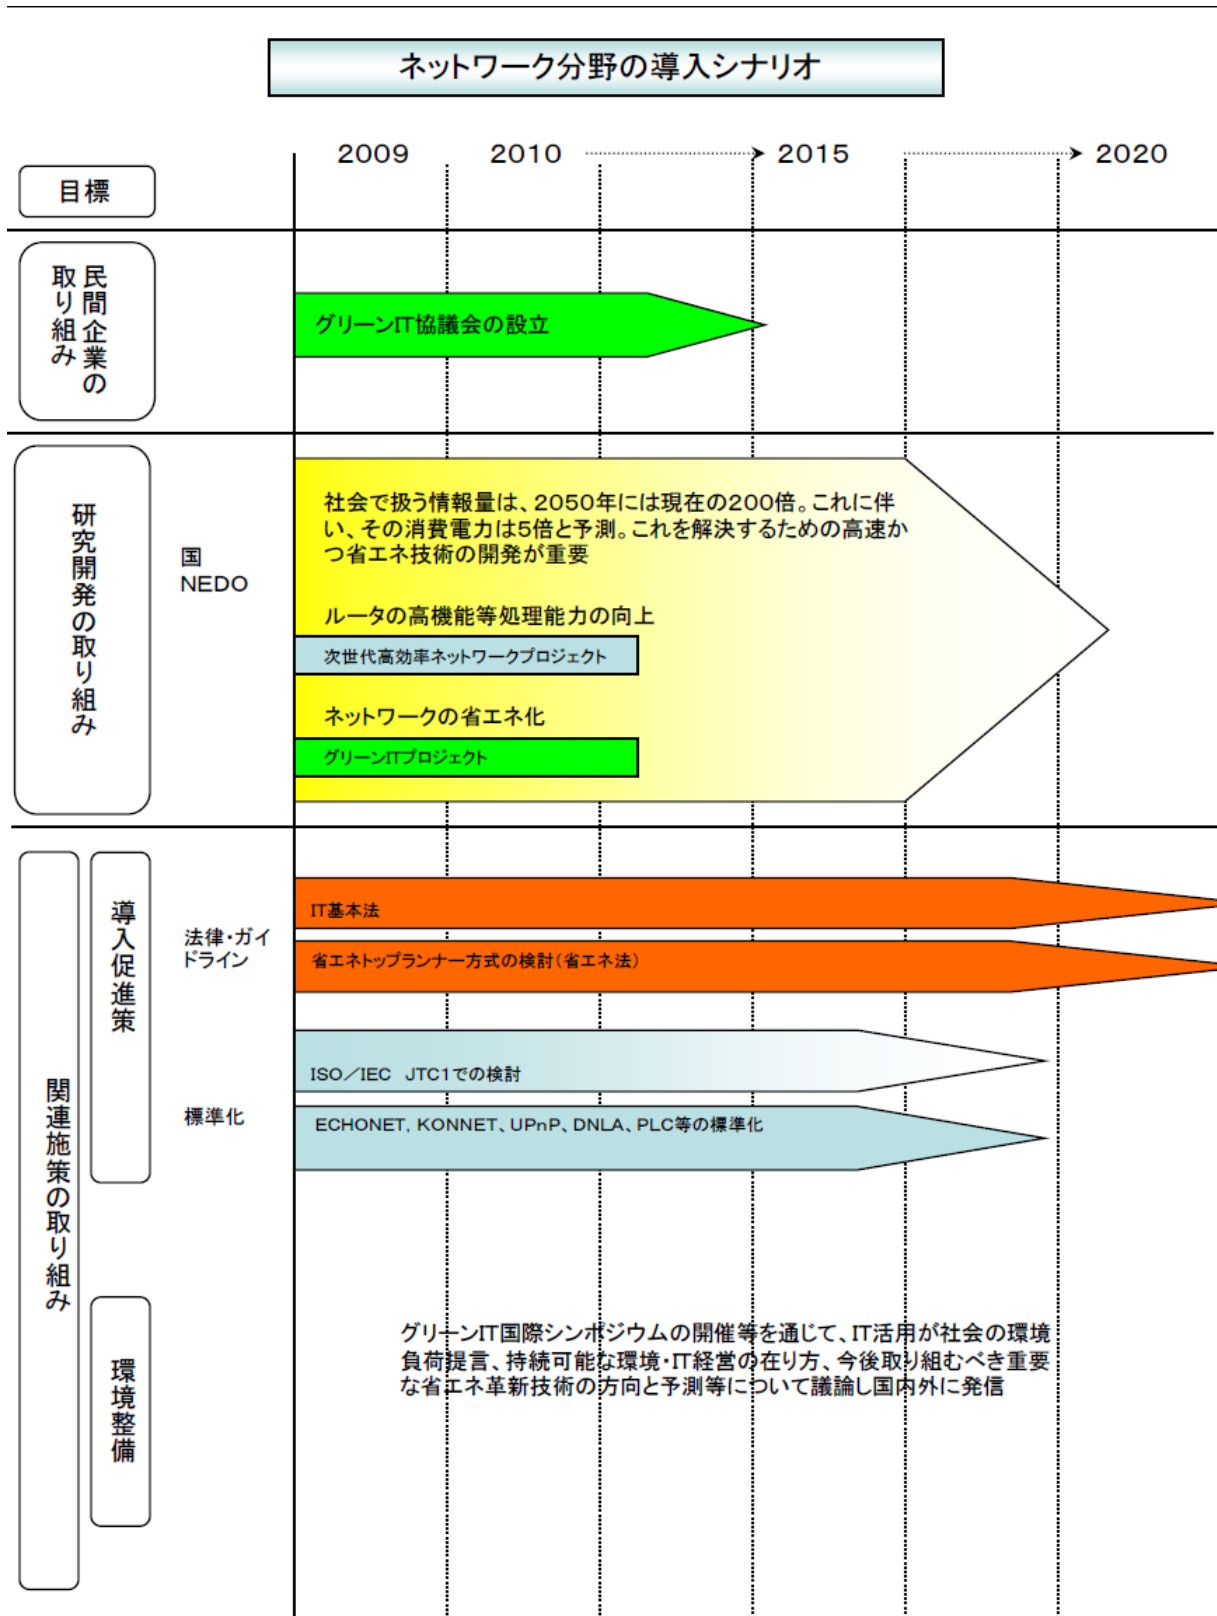 ネットワーク分野の導入シナリオ
2009 2010 2015 2020
目標
民間企業の
取り組み
グリーンIT協議会の設立
研究開発の取り組み
国
NEDO
社会で扱う情報量は、2050年には現在の200倍。これに伴
い、その消費電力は5倍と予測。これを解決するための高速か
つ省エネ技術の開発が重要
ルータの高機能等処理能力の向上
次世代高効率ネットワークプロジェクト
ネットワークの省エネ化
グリーンITプロジェクト
関連施策の取り組み
導入促進策
法律・ガイ
ドライン
IT基本法
省エネトップランナー方式の検討(省エネ法)
標準化
ISO/IEC JTC1での検討
ECHONET, KONNET、UPnP、DNLA、PLC等の標準化
環境整備
グリーンIT国際シンポジウムの開催等を通じて、IT活用が社会の環境
負荷提言、持続可能な環境・IT経営の在り方、今後取り組むべき重要
な省エネ革新技術の方向と予測等について議論し国内外に発信